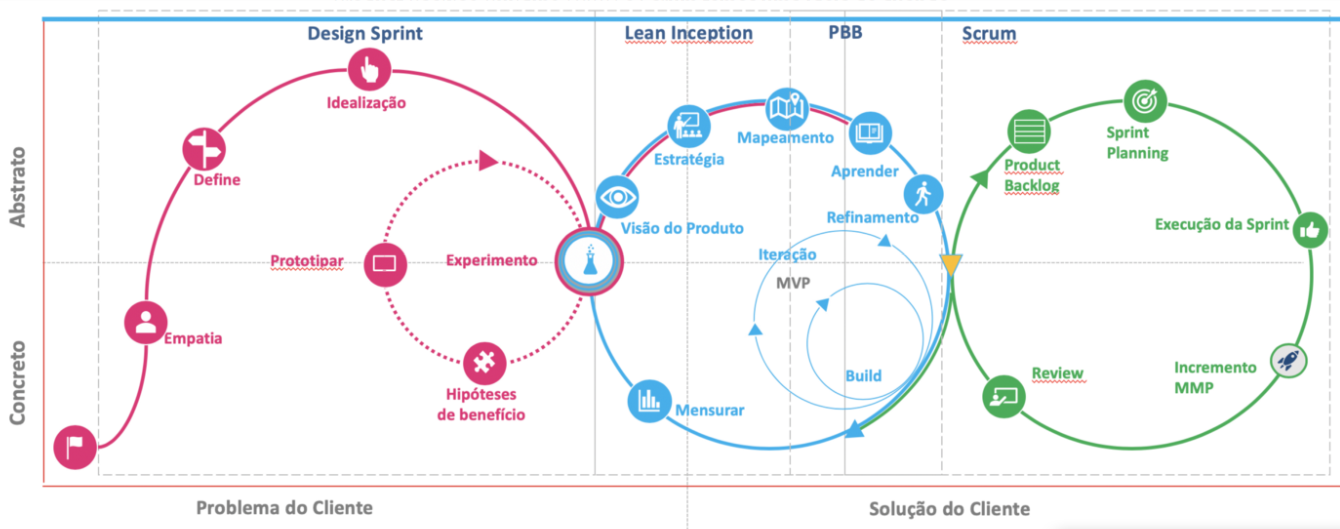 Design Sprint
Lean Inception
PBB
Scrum
Idealização
Define
Prototipar
Experimento
Empatia
Hipóteses
de benefício
Estratégia
Mapeamento
Aprender
Visão do Produto
Refinamento
Iteração
MVP
Build
Mensurar
Product
Backlog
Sprint
Planning
Execução da Sprint
Incremento
MMP
Review
Abstrato
Concreto
Problema do Cliente
Solução do Cliente